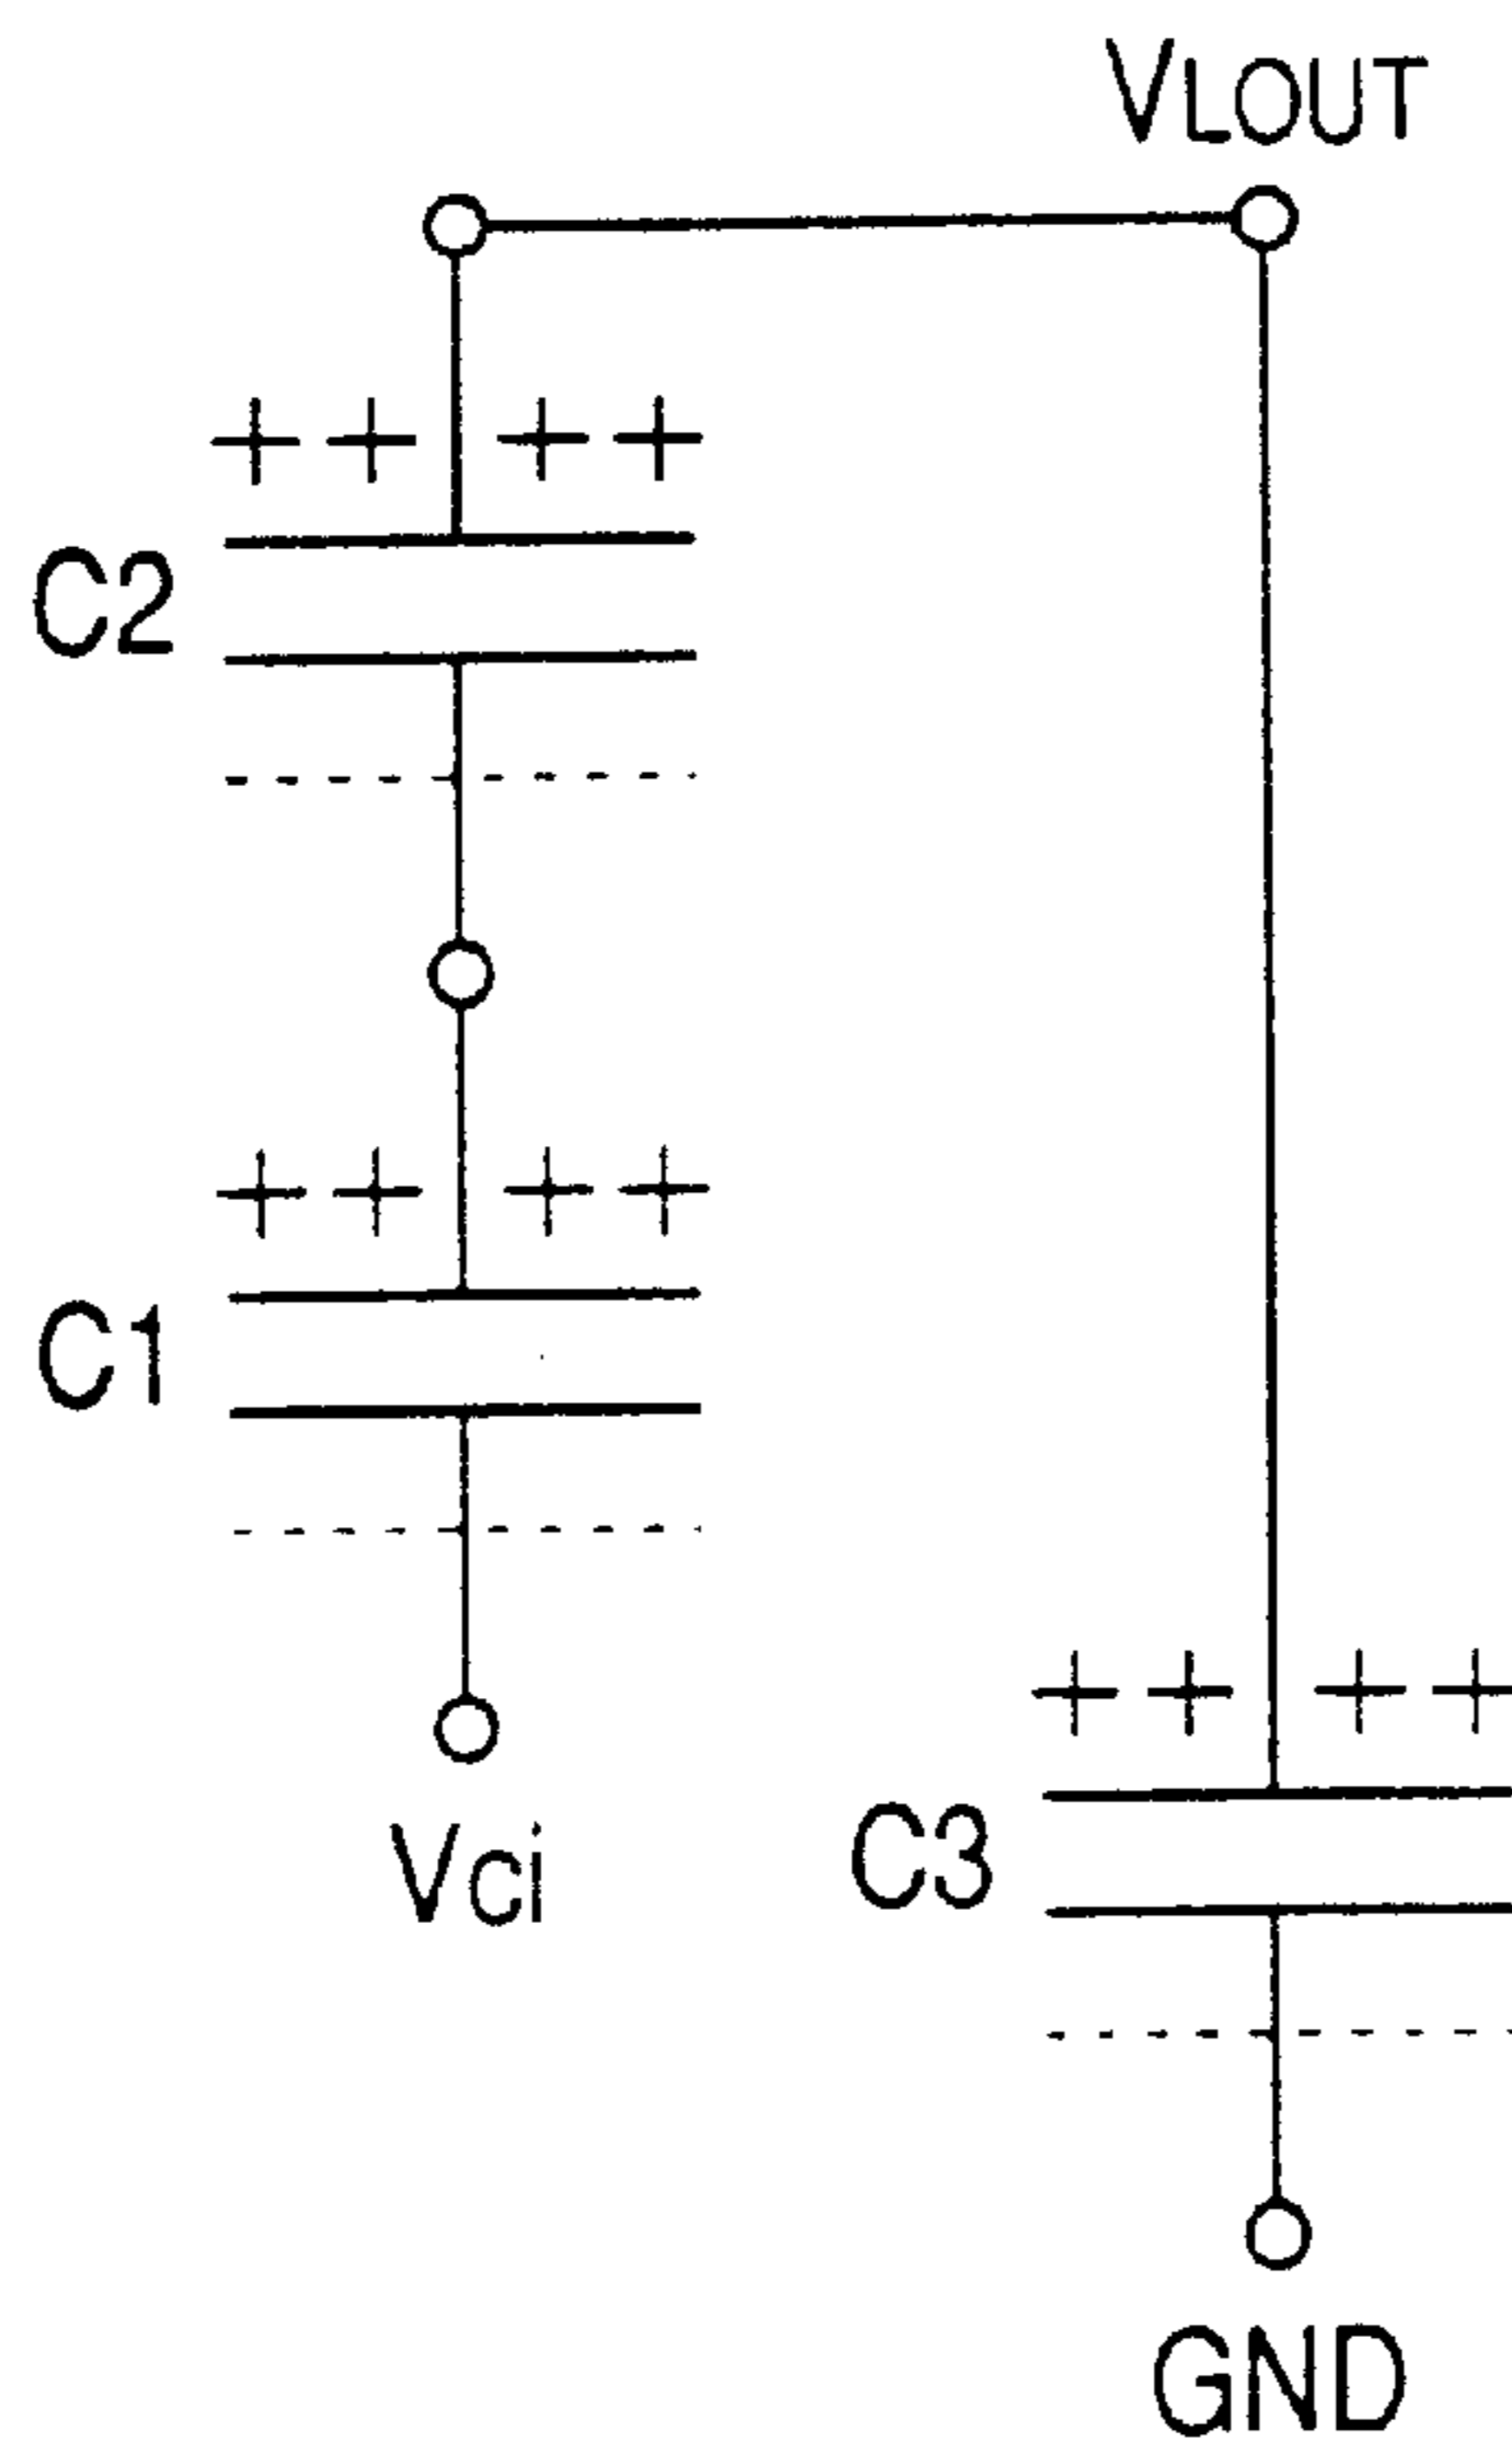 VLOUT
+ + + +
C2
+ + + +
C1
+ + + +
Vci
C3
GND